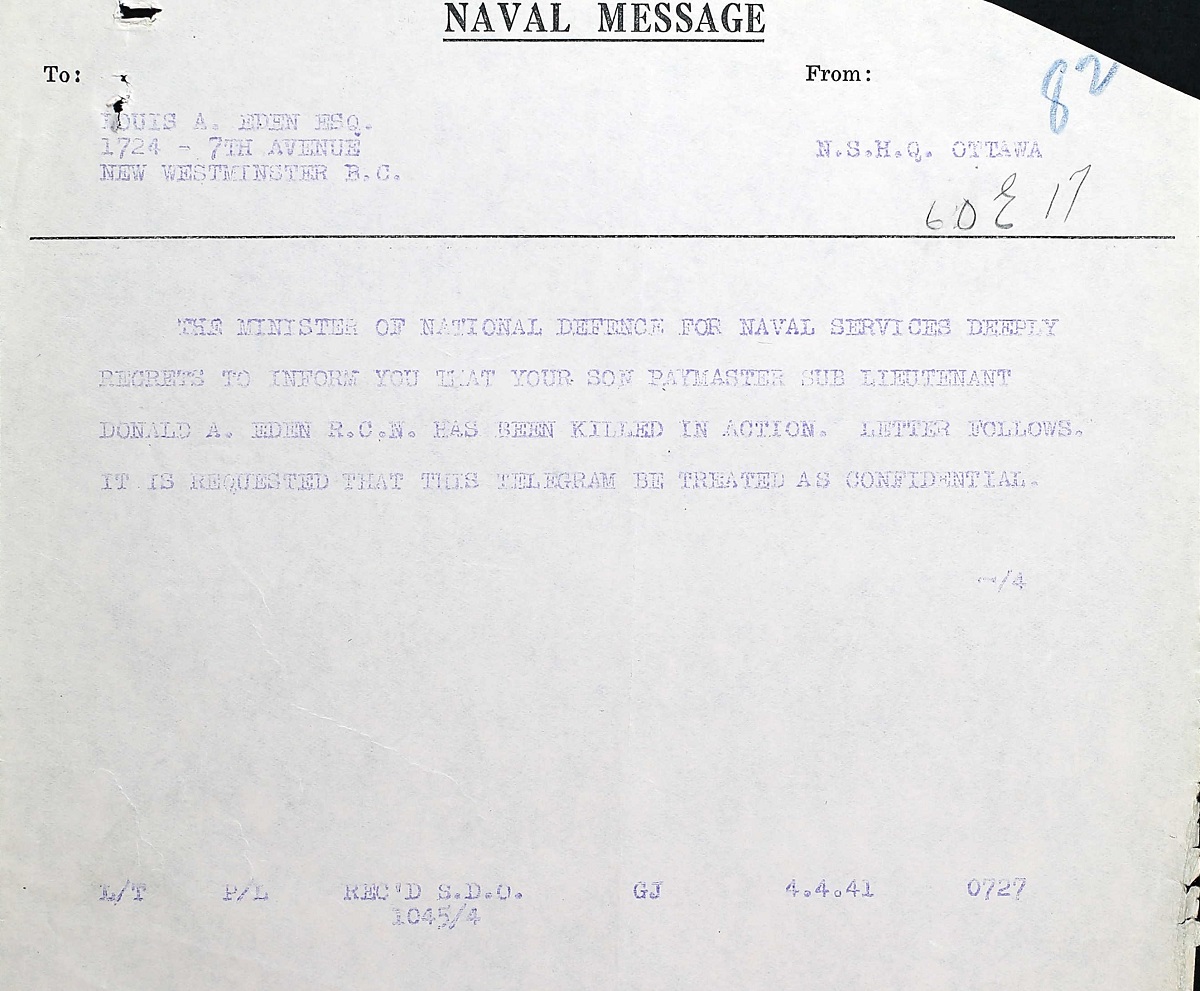 NAVAL MESSAGE
To:
From:
82
LOUIS A. EDEN ESQ.
1724 - 7TH AVENUE
NEW WESTMINSTER B.C.
N.S.H.Q. OTTAWA
THE MINISTER OF NATIONAL DEFENCE FOR NAVAL SERVICES DEEPLY
REGRETS TO INFORM YOU THAT YOUR SON PAYMASTER SUB LIEUTENANT
DONALD A. EDEN R.C.N. HAS BEEN KILLED IN ACTION. LETTER FOLLOWS.
IT IS REQUESTED THAT THIS TELEGRAM BE TREATED AS CONFIDENTIAL.
/4
L/T P/L REC'D S.D.O. GJ 4.4.41 0727
1045/4